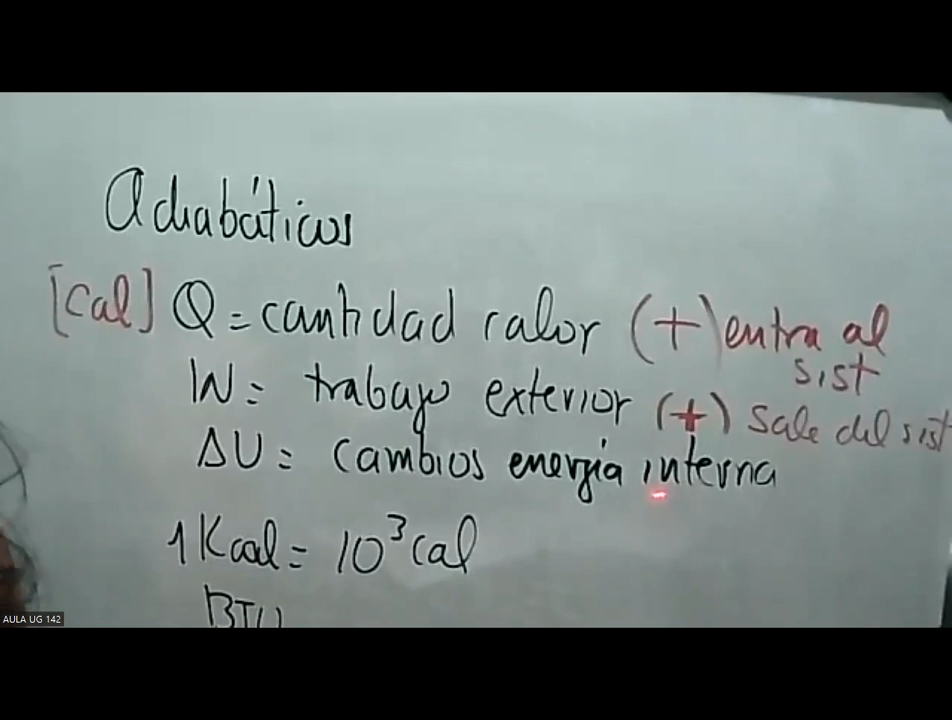 Adiabáticos
[Cal] Q = cantidad calor (+) entra al
sist
W = trabajo exterior (+) Sale del sist
ΔU = cambios energía interna
1 Kcal = 10³ cal
BTU
AULA UG 142